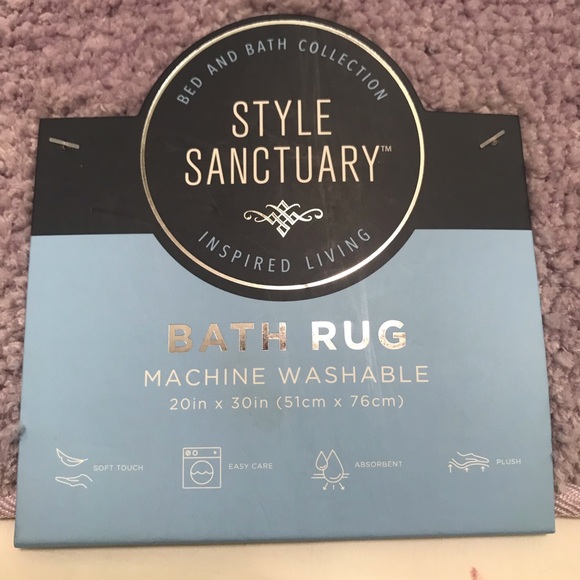 BED AND BATH COLLECTION
STYLE
SANCTUARY™
INSPIRED LIVING
BATH RUG
MACHINE WASHABLE
20in x 30in (51cm x 76cm)
SOFT TOUCH
EASY CARE
ABSORBENT
PLUSH